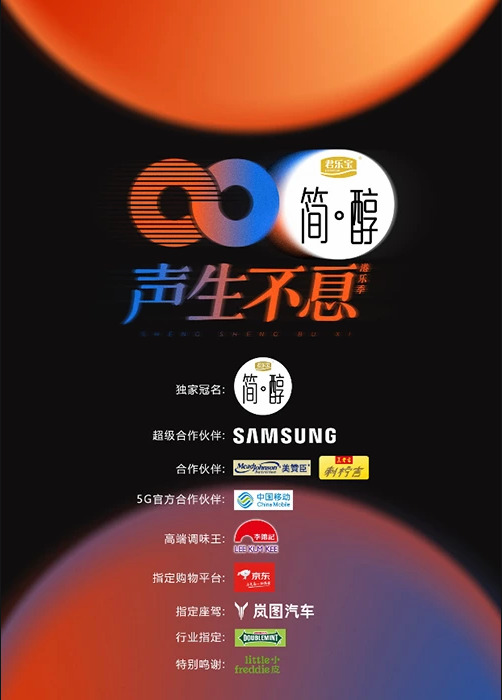 君乐宝
简·醇
声生不息 港乐季
SHENG SHENG BU XI
独家冠名: 君乐宝 简·醇
超级合作伙伴: SAMSUNG
合作伙伴: MeadJohnson 美赞臣 刺柠吉
5G官方合作伙伴: 中国移动 China Mobile
高端调味王: 李锦記 LEE KUM KEE
指定购物平台: 京东
指定座驾: 岚图汽车
行业指定: DOUBLEMINT
特别鸣谢: little freddie 小皮